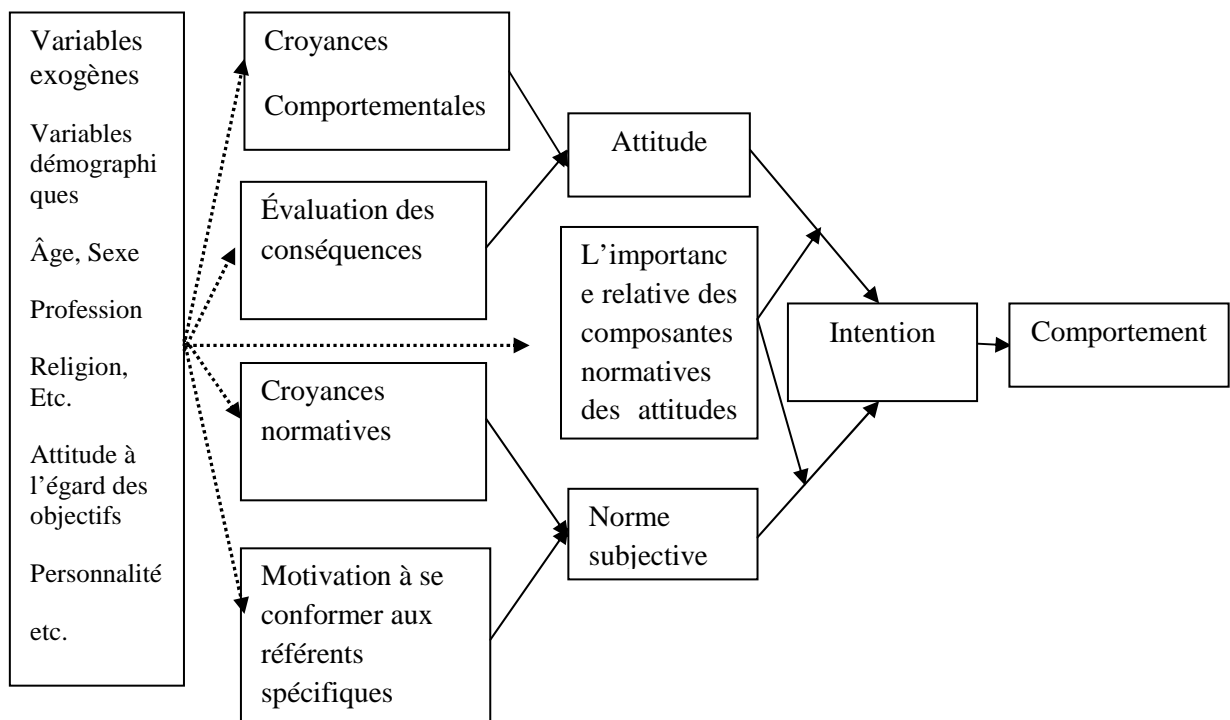 Variables
exogènes
Variables
démographi
ques
Âge, Sexe
Profession
Religion,
Etc.
Attitude à
l’égard des
objectifs
Personnalité
etc.
Croyances
Comportementales
Évaluation des
conséquences
Croyances
normatives
Motivation à se
conformer aux
référents
spécifiques
Attitude
L’importanc
e relative des
composantes
normatives
des attitudes
Norme
subjective
Intention
Comportement